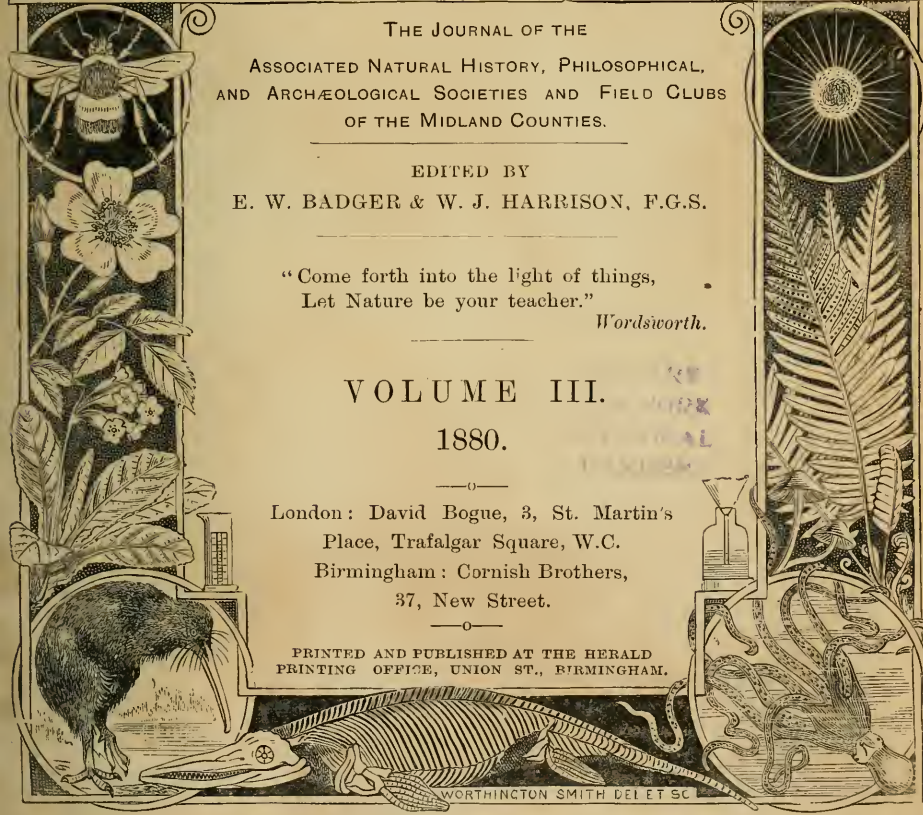 THE JOURNAL OF THE
ASSOCIATED NATURAL HISTORY, PHILOSOPHICAL,
AND ARCHÆOLOGICAL SOCIETIES AND FIELD CLUBS
OF THE MIDLAND COUNTIES.
EDITED BY
E. W. BADGER & W. J. HARRISON, F.G.S.
"Come forth into the light of things,
Let Nature be your teacher."
Wordsworth.
VOLUME III.
1880.
London: David Bogue, 3, St. Martin's
Place, Trafalgar Square, W.C.
Birmingham: Cornish Brothers,
37, New Street.
PRINTED AND PUBLISHED AT THE HERALD
PRINTING OFFICE, UNION ST., BIRMINGHAM.
WORTHINGTON SMITH DEL ET SC